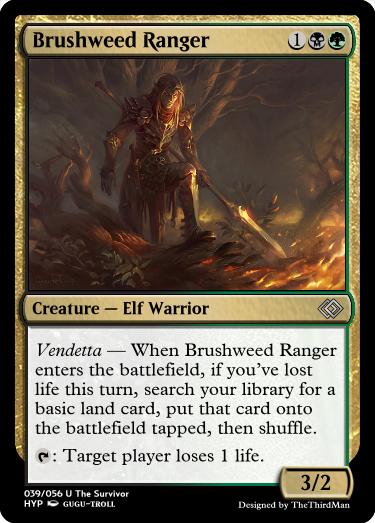 Brushweed Ranger 1
Creature — Elf Warrior
Vendetta — When Brushweed Ranger
enters the battlefield, if you've lost
life this turn, search your library for a
basic land card, put that card onto
the battlefield tapped, then shuffle.
: Target player loses 1 life.
3/2
039/056 U The Survivor
HYP GUGU-TROLL
Designed by TheThirdMan